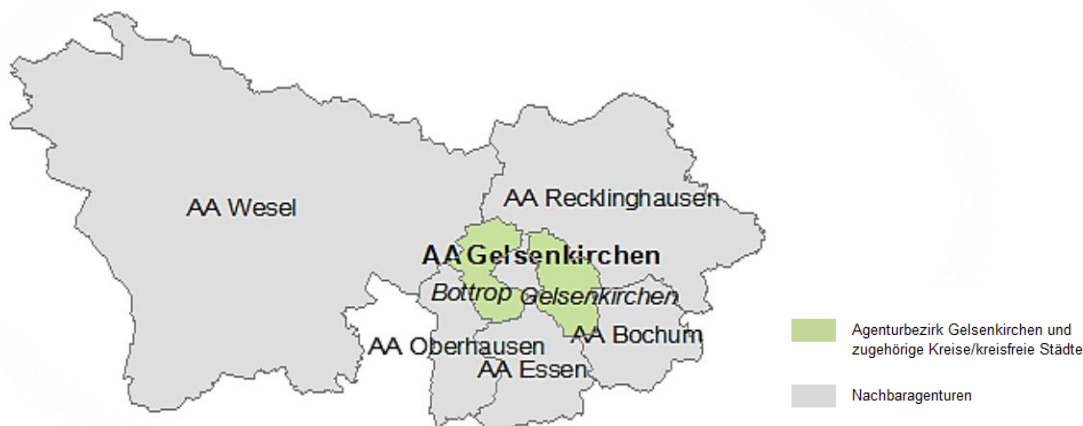 AA Recklinghausen
AA Wesel
AA Gelsenkirchen
Bottrop
Gelsenkirchen
AA Bochum
AA Oberhausen
AA Essen
Agenturbezirk Gelsenkirchen und
zugehörige Kreise/kreisfreie Städte
Nachbaragenturen